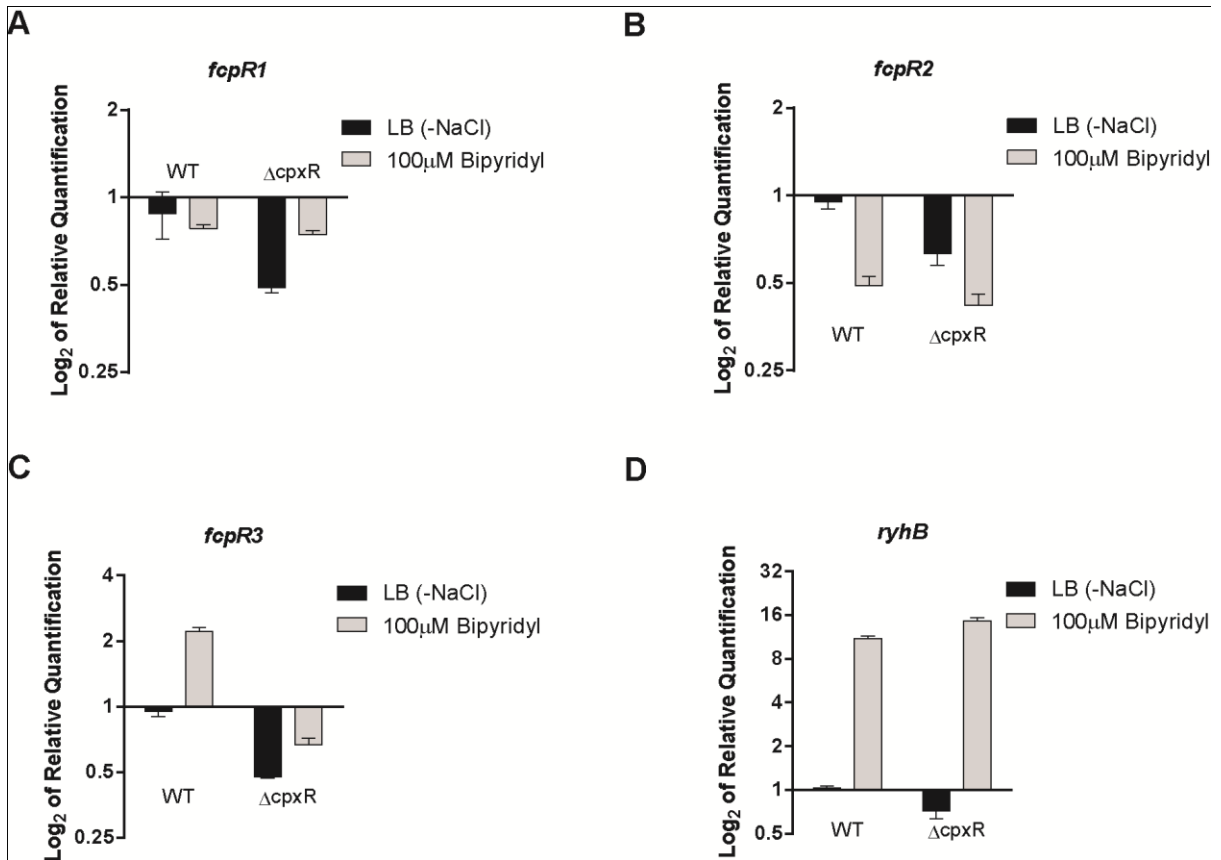 A
fcpR1
Log2 of Relative Quantification
2
1
0.5
0.25
WT
ΔcpxR
LB (-NaCl)
100μM Bipyridyl
B
fcpR2
Log2 of Relative Quantification
2
1
0.5
0.25
WT
ΔcpxR
LB (-NaCl)
100μM Bipyridyl
C
fcpR3
Log2 of Relative Quantification
4
2
1
0.5
0.25
WT
ΔcpxR
LB (-NaCl)
100μM Bipyridyl
D
ryhB
Log2 of Relative Quantification
32
16
8
4
2
1
0.5
WT
ΔcpxR
LB (-NaCl)
100μM Bipyridyl